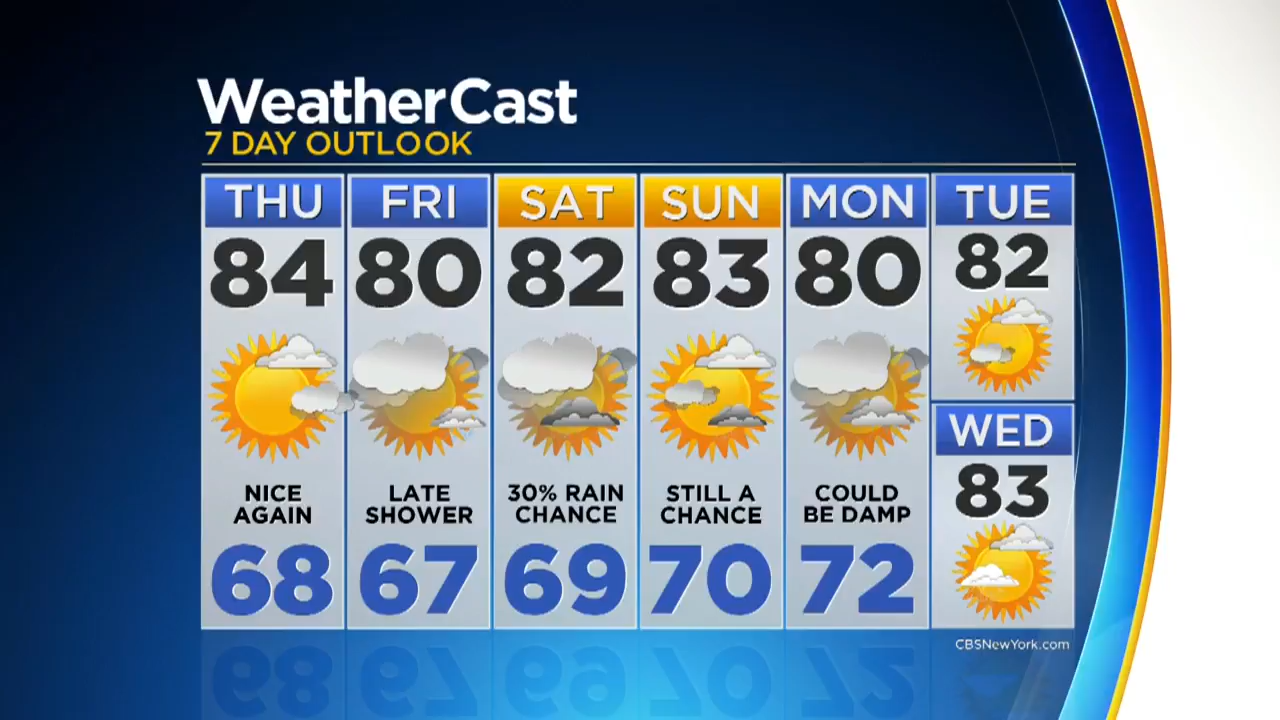 WeatherCast
7 DAY OUTLOOK
THU
84
NICE
AGAIN
68
FRI
80
LATE
SHOWER
67
SAT
82
30% RAIN
CHANCE
69
SUN
83
STILL A
CHANCE
70
MON
80
COULD
BE DAMP
72
TUE
82
WED
83
CBSNewYork.com